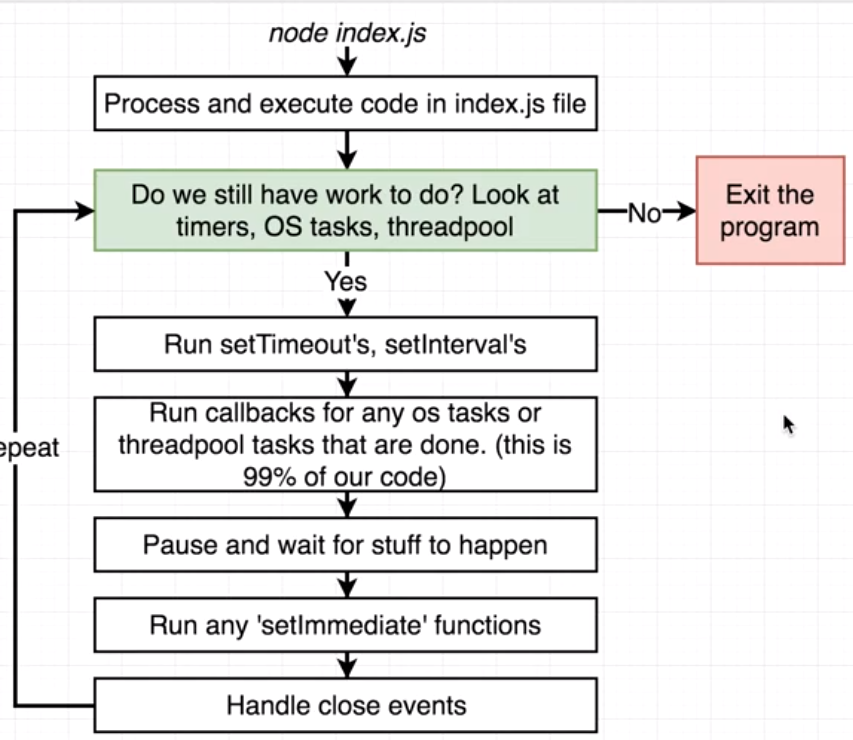 node index.js
Process and execute code in index.js file
Do we still have work to do? Look at
timers, OS tasks, threadpool
No
Exit the
program
Yes
Run setTimeout's, setInterval's
Run callbacks for any os tasks or
threadpool tasks that are done. (this is
99% of our code)
epeat
Pause and wait for stuff to happen
Run any 'setImmediate' functions
Handle close events